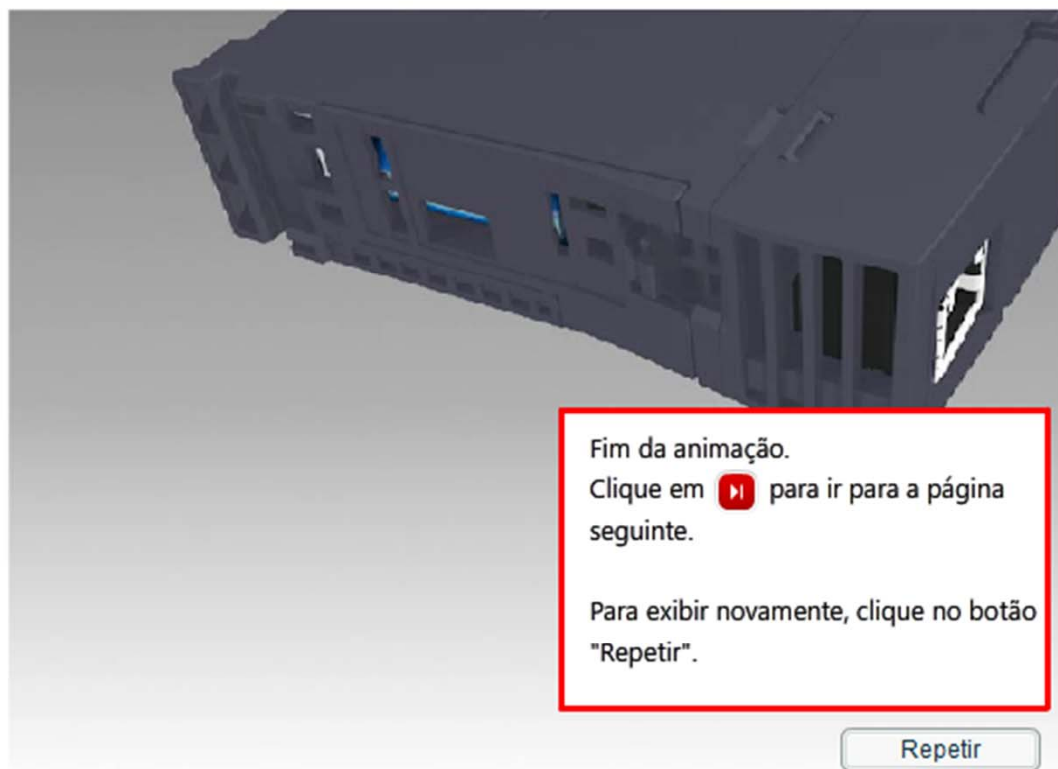 Fim da animação.
Clique em para ir para a página
seguinte.
Para exibir novamente, clique no botão
"Repetir".
Repetir